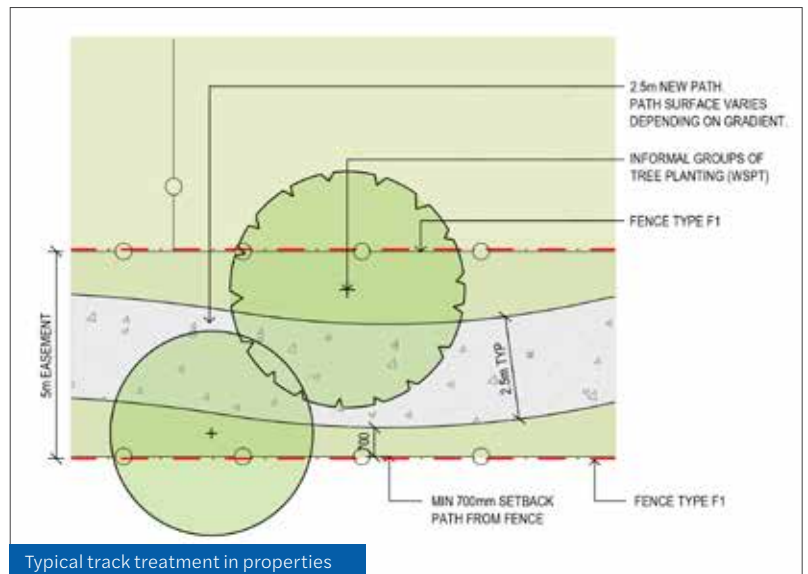 2.5m NEW PATH.
PATH SURFACE VARIES
DEPENDING ON GRADIENT.
INFORMAL GROUPS OF
TREE PLANTING (WSPT)
FENCE TYPE F1
5m EASEMENT
2.5m TYP
700
MIN 700mm SETBACK
PATH FROM FENCE
FENCE TYPE F1
Typical track treatment in properties